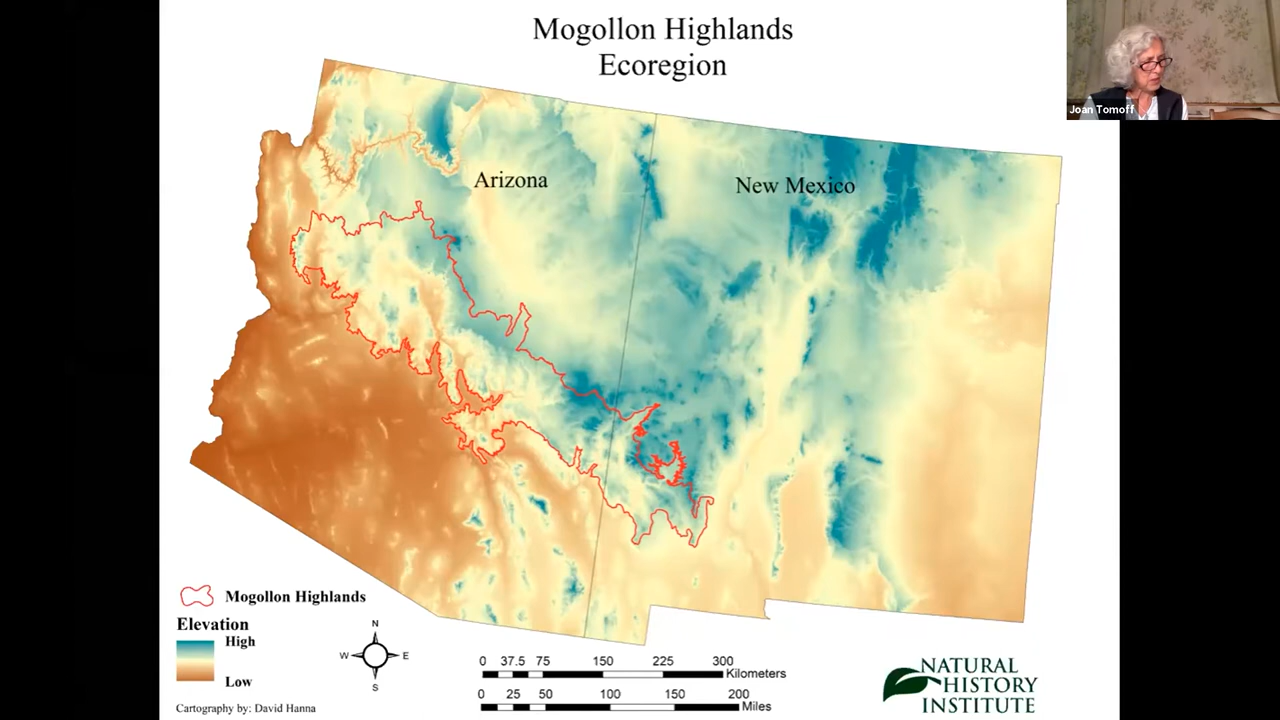 Mogollon Highlands
Ecoregion
Joan Tomoff
Arizona
New Mexico
Mogollon Highlands
Elevation
High
Low
Cartography by: David Hanna
N
W
E
S
0 37.5 75 150 225 300
Kilometers
0 25 50 100 150 200
Miles
NATURAL
HISTORY
INSTITUTE